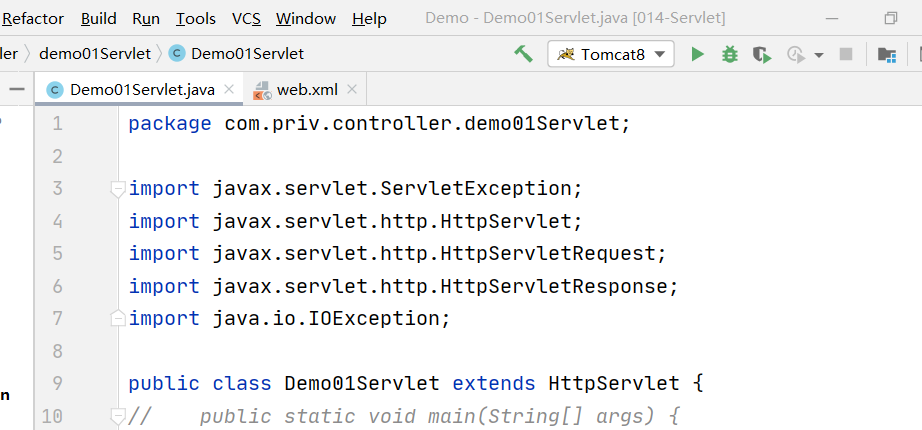 Refactor Build Run Tools VCS Window Help Demo - Demo01Servlet.java [014-Servlet]
demo01Servlet Demo01Servlet Tomcat8
Demo01Servlet.java web.xml
1 package com.priv.controller.demo01Servlet;
2
3 import javax.servlet.ServletException;
4 import javax.servlet.http.HttpServlet;
5 import javax.servlet.http.HttpServletRequest;
6 import javax.servlet.http.HttpServletResponse;
7 import java.io.IOException;
8
9 public class Demo01Servlet extends HttpServlet {
10 // public static void main(String[] args) {